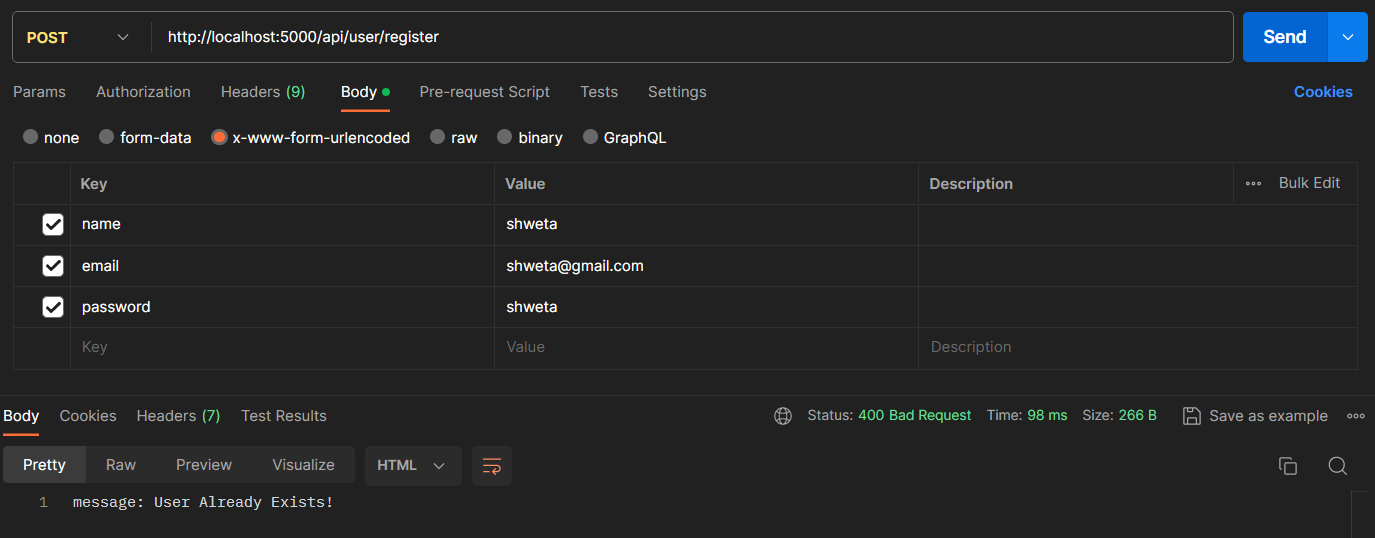 POST http://localhost:5000/api/user/register Send
Params Authorization Headers (9) Body Pre-request Script Tests Settings Cookies
none form-data x-www-form-urlencoded raw binary GraphQL
Key Value Description Bulk Edit
name shweta
email shweta@gmail.com
password shweta
Key Value Description
Body Cookies Headers (7) Test Results Status: 400 Bad Request Time: 98 ms Size: 266 B Save as example
Pretty Raw Preview Visualize HTML
1 message: User Already Exists!